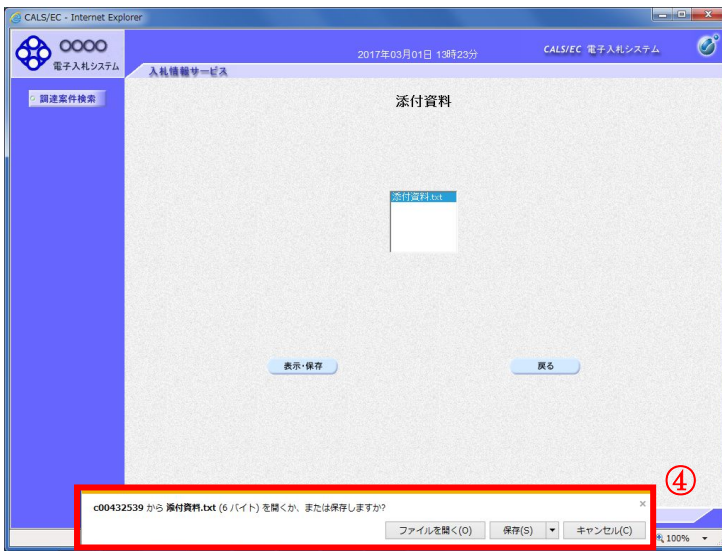 CALS/EC - Internet Explorer
OOOO
電子入札システム
2017年03月01日 13時23分
CALS/EC 電子入札システム
入札情報サービス
調達案件検索
添付資料
添付資料.txt
表示・保存
戻る
④
c00432539 から 添付資料.txt (6 バイト) を開くか、または保存しますか?
ファイルを開く(O)
保存(S)
キャンセル(C)
100%